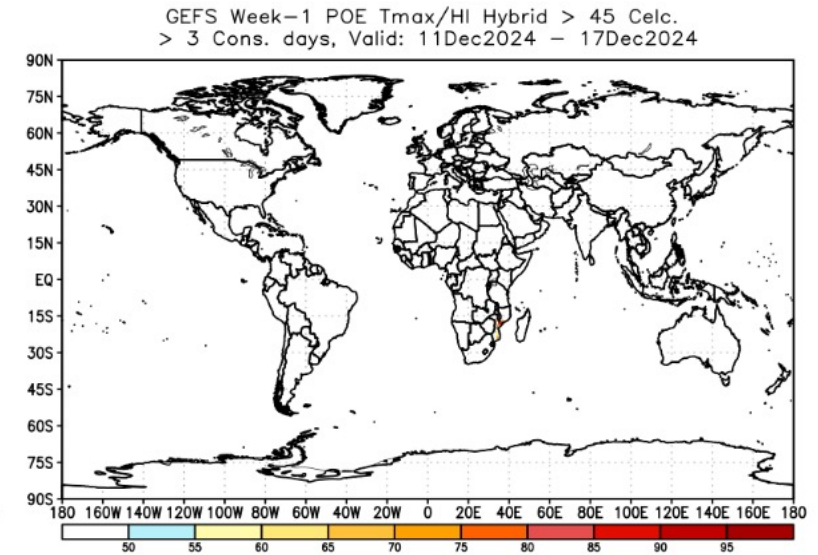 GEFS Week-1 POE Tmax/HI Hybrid > 45 Celc.
> 3 Cons. days, Valid: 11Dec2024 - 17Dec2024
90N
75N
60N
45N
30N
15N
EQ
15S
30S
45S
60S
75S
90S
180 160W 140W 120W 100W 80W 60W 40W 20W 0 20E 40E 60E 80E 100E 120E 140E 160E 180
50 55 60 65 70 75 80 85 90 95